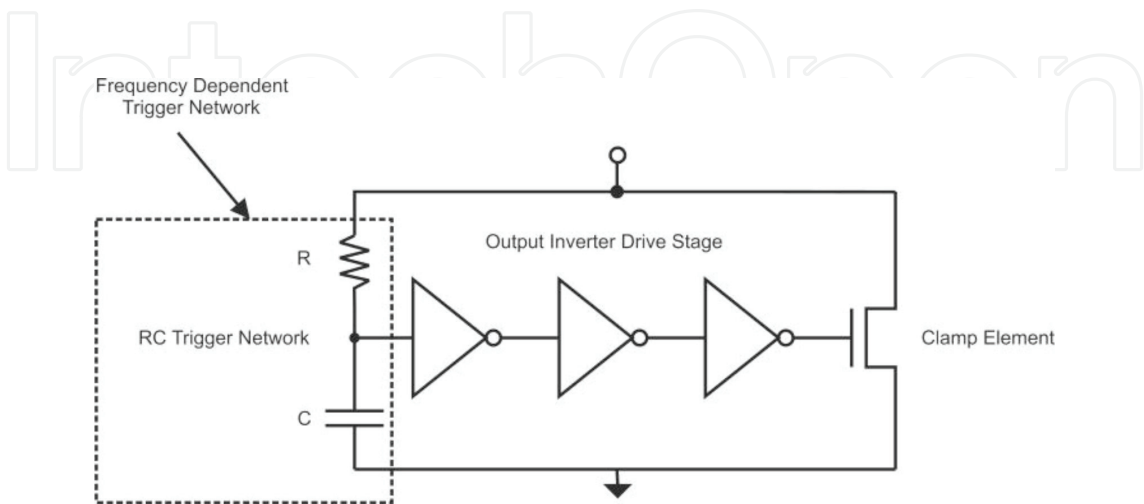 IntechOpen
Frequency Dependent
Trigger Network
Output Inverter Drive Stage
R
RC Trigger Network
Clamp Element
C